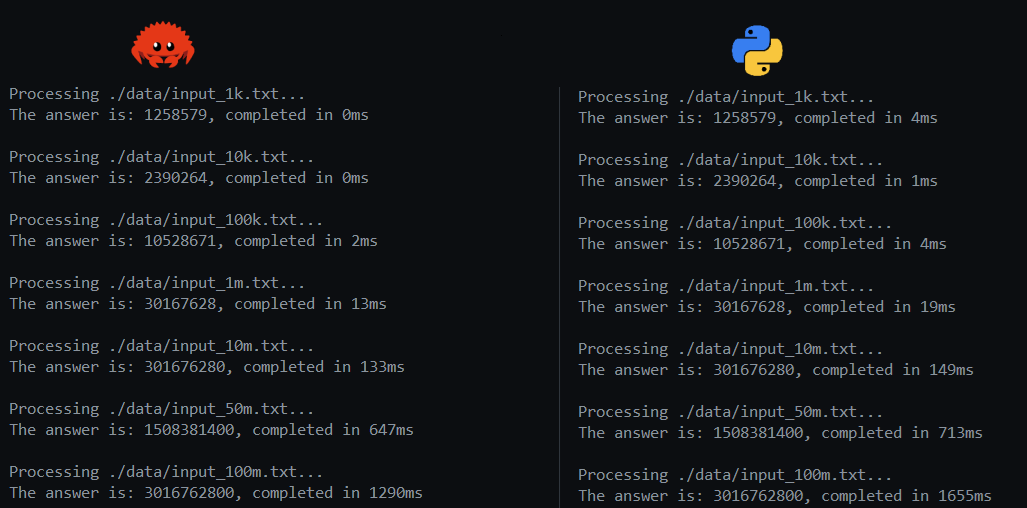 Processing ./data/input_1k.txt...
The answer is: 1258579, completed in 0ms
Processing ./data/input_10k.txt...
The answer is: 2390264, completed in 0ms
Processing ./data/input_100k.txt...
The answer is: 10528671, completed in 2ms
Processing ./data/input_1m.txt...
The answer is: 30167628, completed in 13ms
Processing ./data/input_10m.txt...
The answer is: 301676280, completed in 133ms
Processing ./data/input_50m.txt...
The answer is: 1508381400, completed in 647ms
Processing ./data/input_100m.txt...
The answer is: 3016762800, completed in 1290ms
Processing ./data/input_1k.txt...
The answer is: 1258579, completed in 4ms
Processing ./data/input_10k.txt...
The answer is: 2390264, completed in 1ms
Processing ./data/input_100k.txt...
The answer is: 10528671, completed in 4ms
Processing ./data/input_1m.txt...
The answer is: 30167628, completed in 19ms
Processing ./data/input_10m.txt...
The answer is: 301676280, completed in 149ms
Processing ./data/input_50m.txt...
The answer is: 1508381400, completed in 713ms
Processing ./data/input_100m.txt...
The answer is: 3016762800, completed in 1655ms